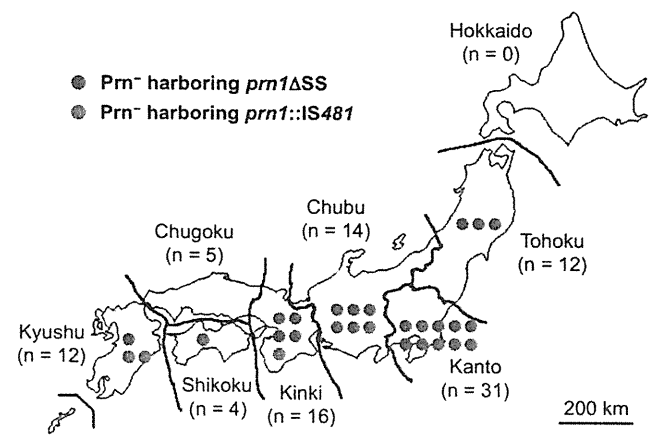 Hokkaido
(n = 0)
Prn⁻ harboring prn1ΔSS
Prn⁻ harboring prn1::IS481
Chubu
(n = 14)
Chugoku
(n = 5)
Tohoku
(n = 12)
Kyushu
(n = 12)
Shikoku
(n = 4)
Kinki
(n = 16)
Kanto
(n = 31)
200 km